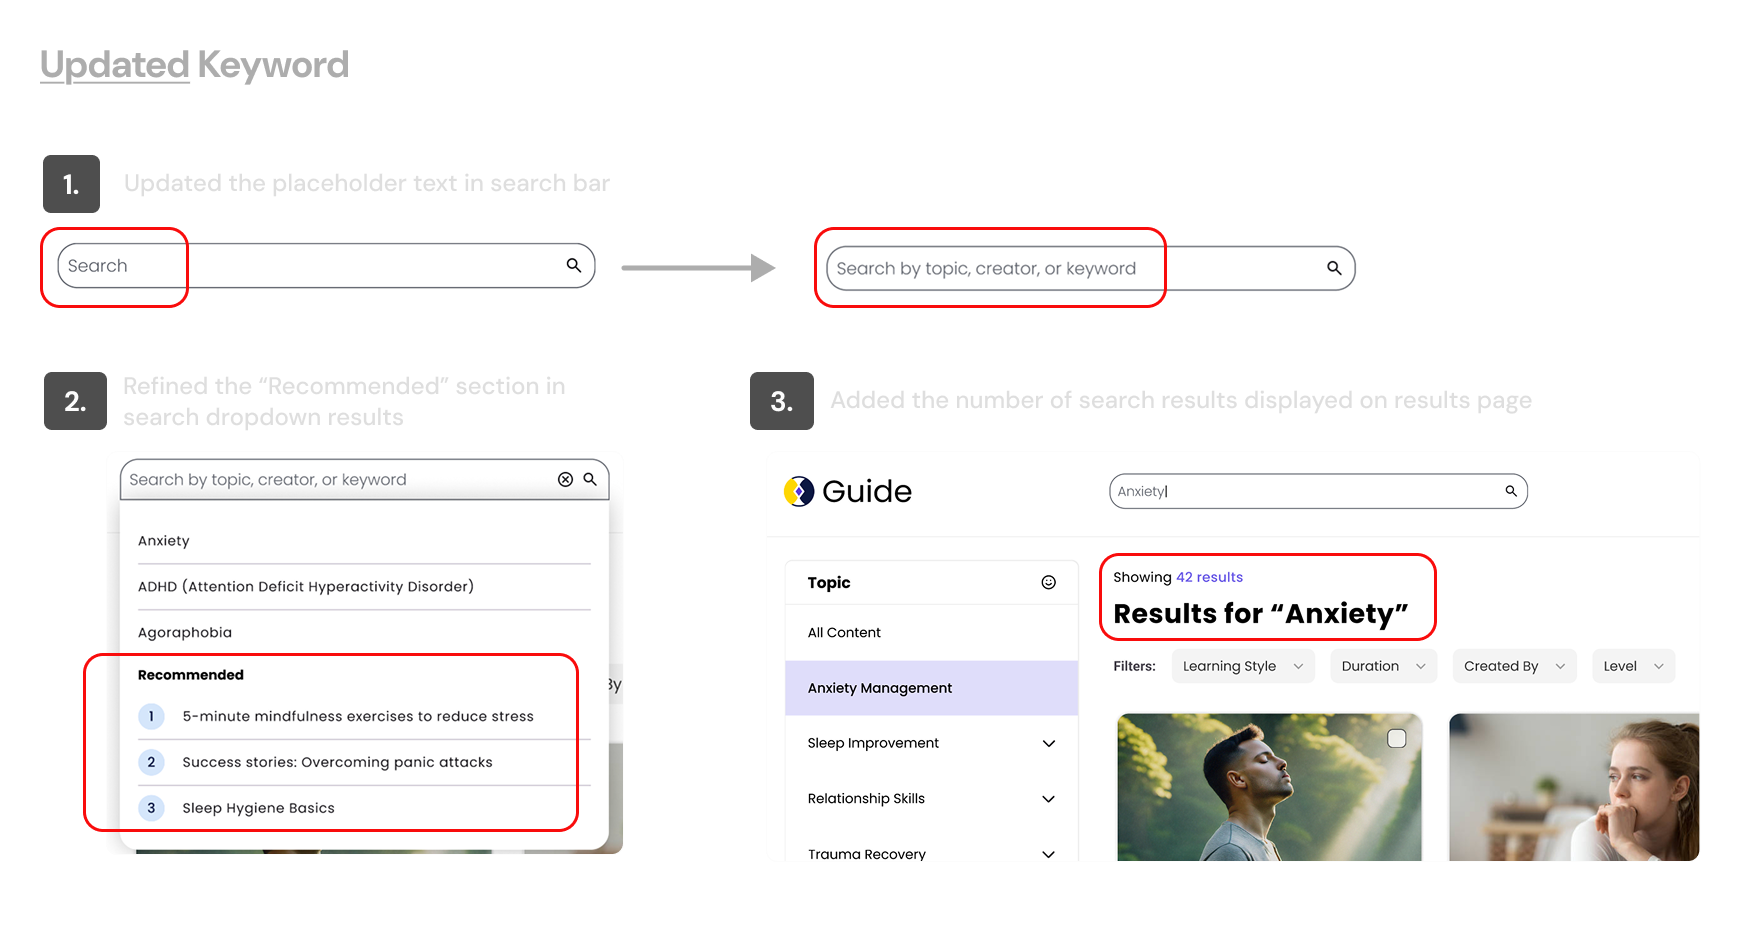 Updated Keyword
1.
Updated the placeholder text in search bar
Search
Search by topic, creator, or keyword
2.
Refined the “Recommended” section in
search dropdown results
Search by topic, creator, or keyword
Anxiety
ADHD (Attention Deficit Hyperactivity Disorder)
Agoraphobia
Recommended
1 5-minute mindfulness exercises to reduce stress
2 Success stories: Overcoming panic attacks
3 Sleep Hygiene Basics
By
3.
Added the number of search results displayed on results page
Guide
Anxiety
Topic
All Content
Anxiety Management
Sleep Improvement
Relationship Skills
Trauma Recovery
Showing 42 results
Results for “Anxiety”
Filters: Learning Style Duration Created By Level